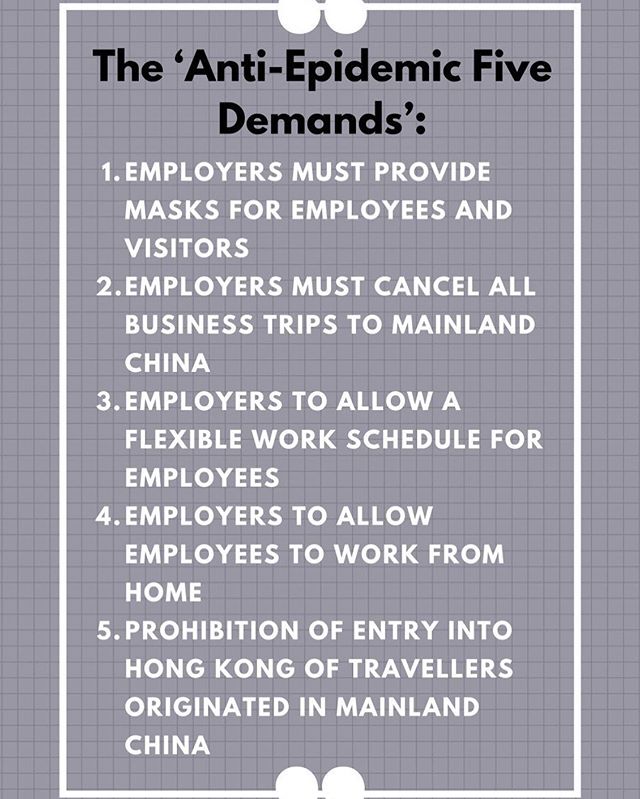 The ‘Anti-Epidemic Five
Demands’:
1. EMPLOYERS MUST PROVIDE
MASKS FOR EMPLOYEES AND
VISITORS
2. EMPLOYERS MUST CANCEL ALL
BUSINESS TRIPS TO MAINLAND
CHINA
3. EMPLOYERS TO ALLOW A
FLEXIBLE WORK SCHEDULE FOR
EMPLOYEES
4. EMPLOYERS TO ALLOW
EMPLOYEES TO WORK FROM
HOME
5. PROHIBITION OF ENTRY INTO
HONG KONG OF TRAVELLERS
ORIGINATED IN MAINLAND
CHINA